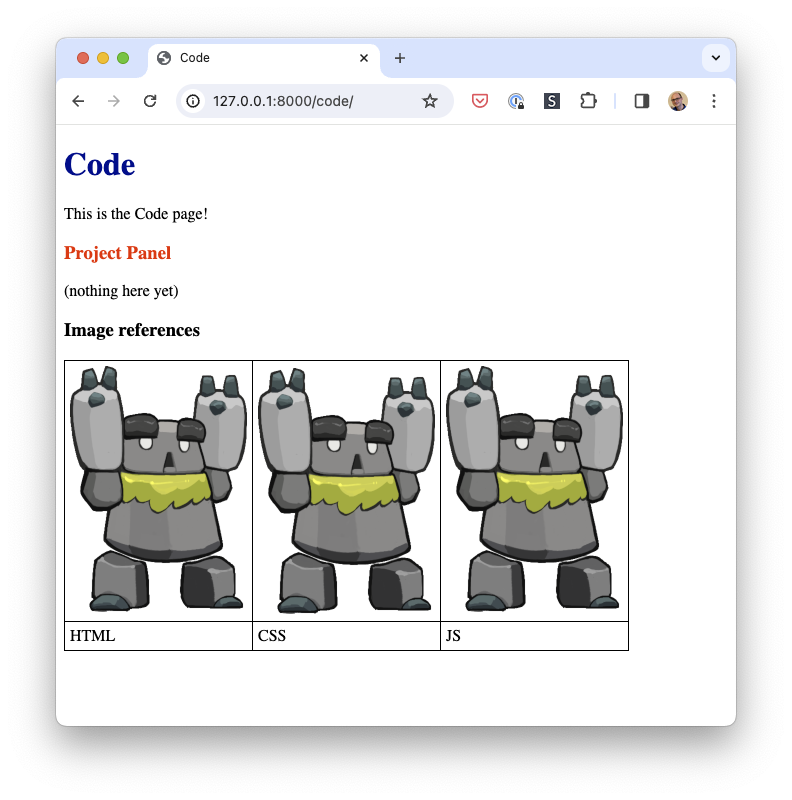 Code
127.0.0.1:8000/code/
S
Code
This is the Code page!
Project Panel
(nothing here yet)
Image references
HTML CSS JS